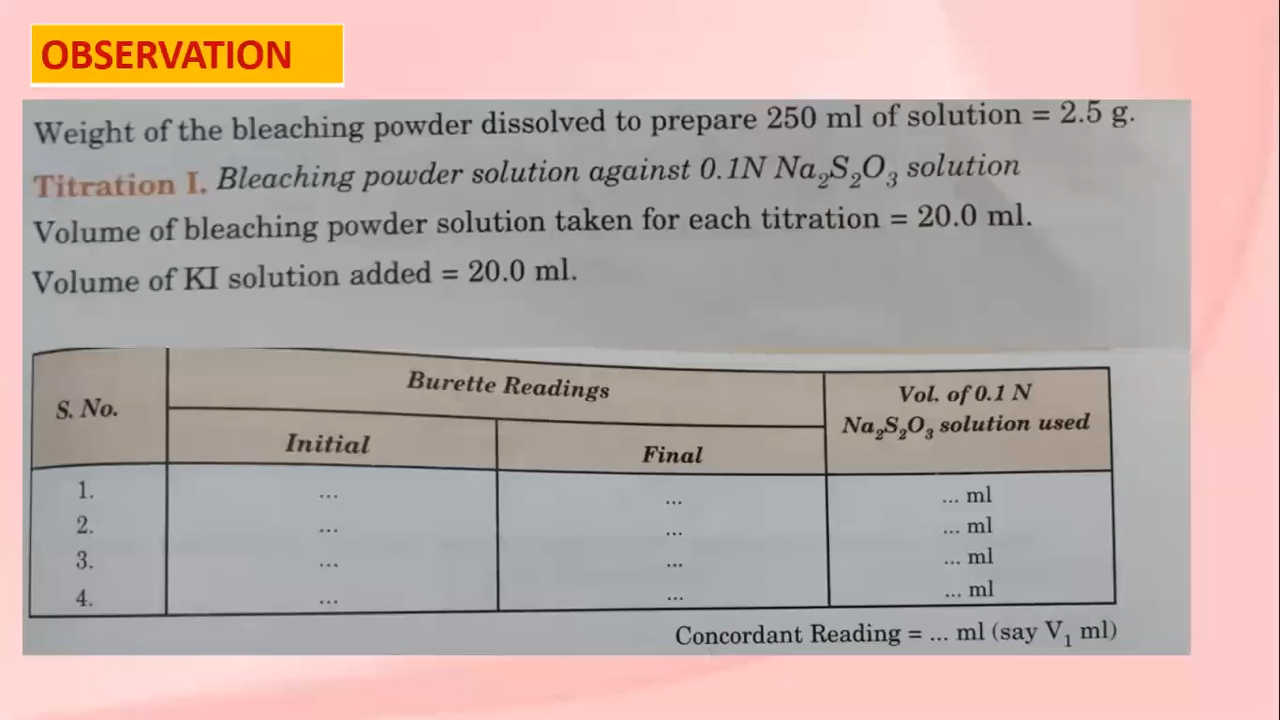 OBSERVATION
Weight of the bleaching powder dissolved to prepare 250 ml of solution = 2.5 g.
Titration I. Bleaching powder solution against 0.1N Na₂S₂O₃ solution
Volume of bleaching powder solution taken for each titration = 20.0 ml.
Volume of KI solution added = 20.0 ml.
S. No.
Burette Readings
Vol. of 0.1 N
Na₂S₂O₃ solution used
Initial
Final
1. ... ... ... ml
2. ... ... ... ml
3. ... ... ... ml
4. ... ... ... ml
Concordant Reading = ... ml (say V₁ ml)